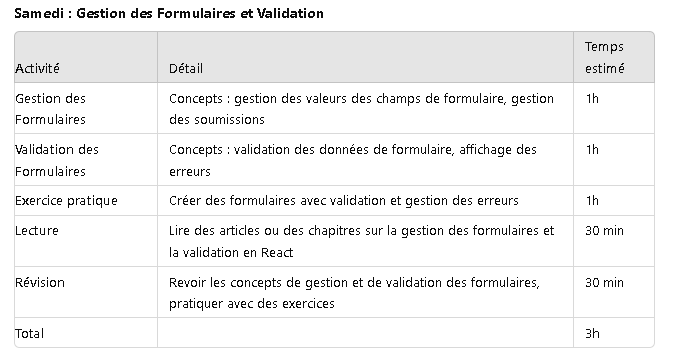 Samedi : Gestion des Formulaires et Validation
Activité Détail Temps estimé
Gestion des Formulaires Concepts : gestion des valeurs des champs de formulaire, gestion des soumissions 1h
Validation des Formulaires Concepts : validation des données de formulaire, affichage des erreurs 1h
Exercice pratique Créer des formulaires avec validation et gestion des erreurs 1h
Lecture Lire des articles ou des chapitres sur la gestion des formulaires et la validation en React 30 min
Révision Revoir les concepts de gestion et de validation des formulaires, pratiquer avec des exercices 30 min
Total 3h